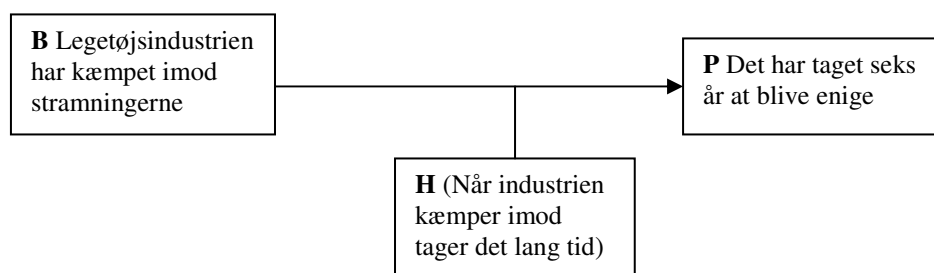 B Legetøjsindustrien
har kæmpet imod
stramningerne
P Det har taget seks
år at blive enige
H (Når industrien
kæmper imod
tager det lang tid)